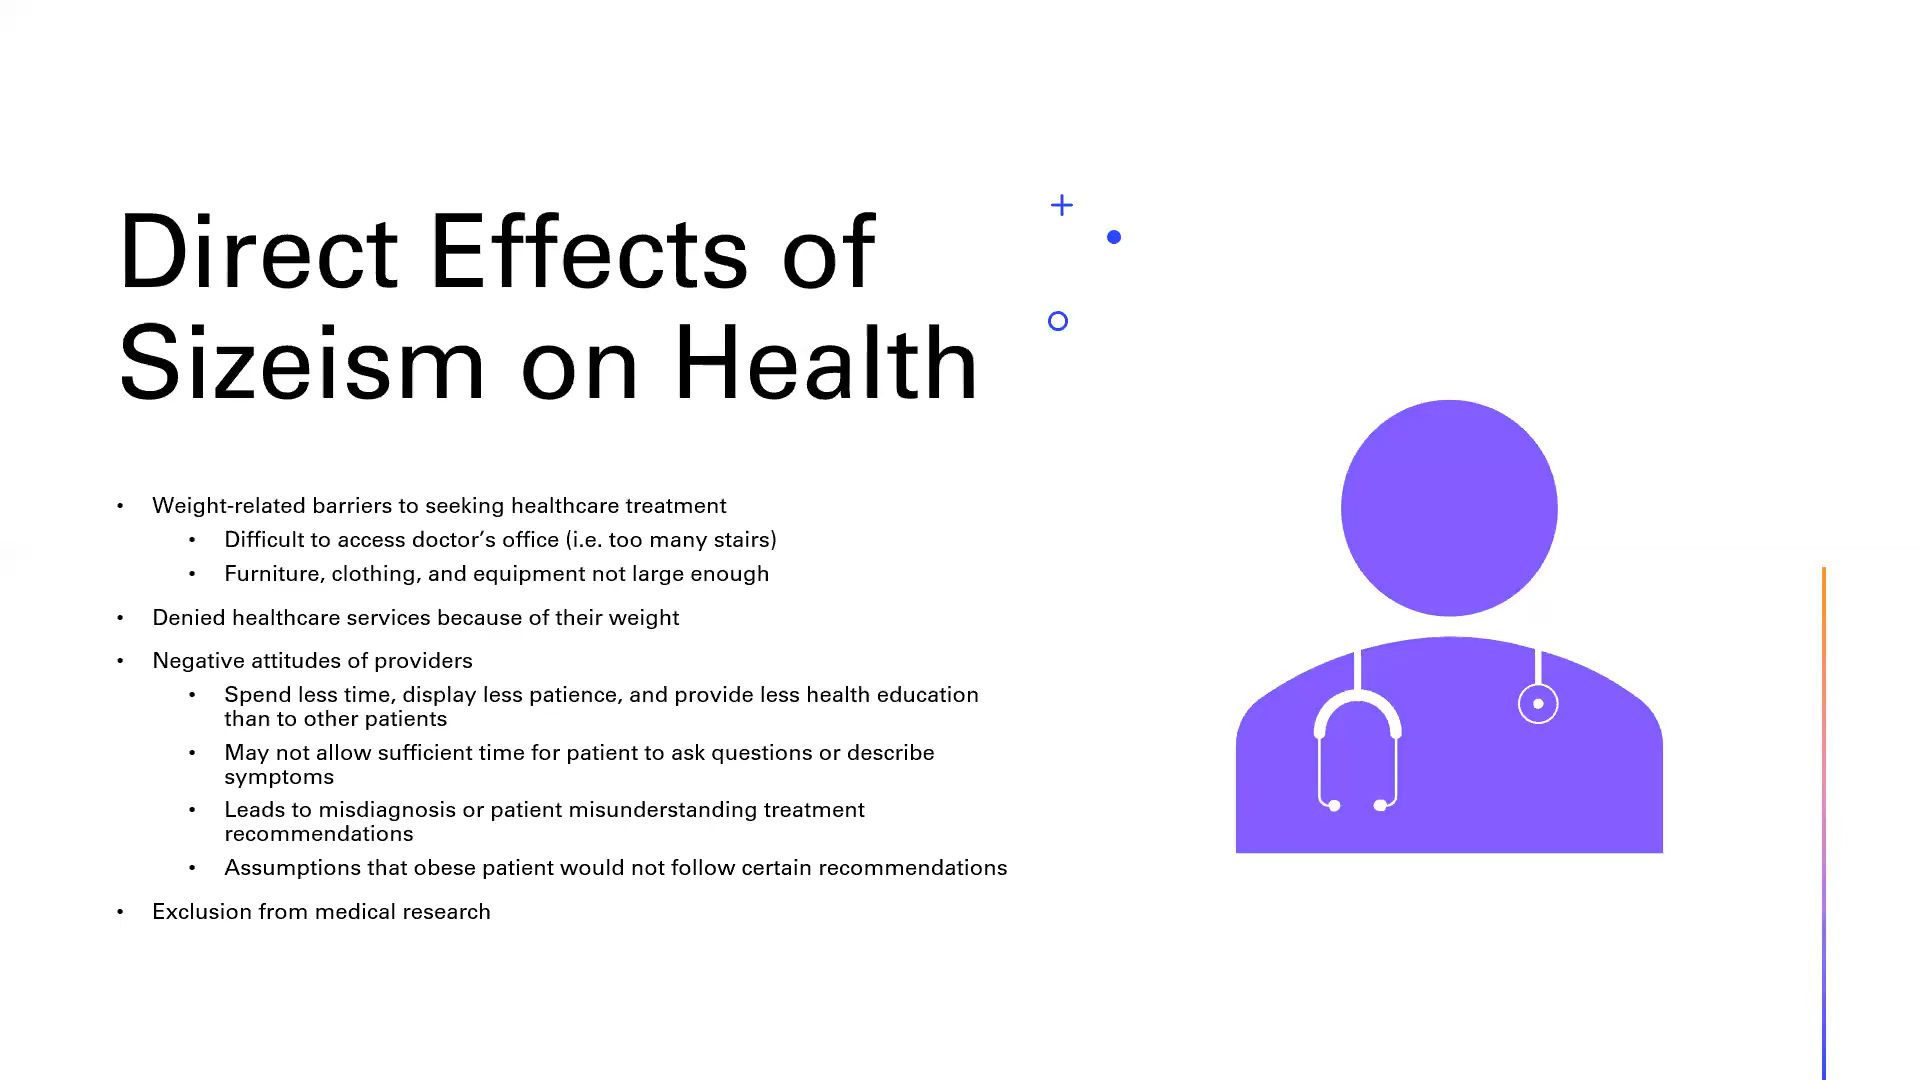 Direct Effects of
Sizeism on Health
• Weight-related barriers to seeking healthcare treatment
• Difficult to access doctor’s office (i.e. too many stairs)
• Furniture, clothing, and equipment not large enough
• Denied healthcare services because of their weight
• Negative attitudes of providers
• Spend less time, display less patience, and provide less health education
than to other patients
• May not allow sufficient time for patient to ask questions or describe
symptoms
• Leads to misdiagnosis or patient misunderstanding treatment
recommendations
• Assumptions that obese patient would not follow certain recommendations
• Exclusion from medical research